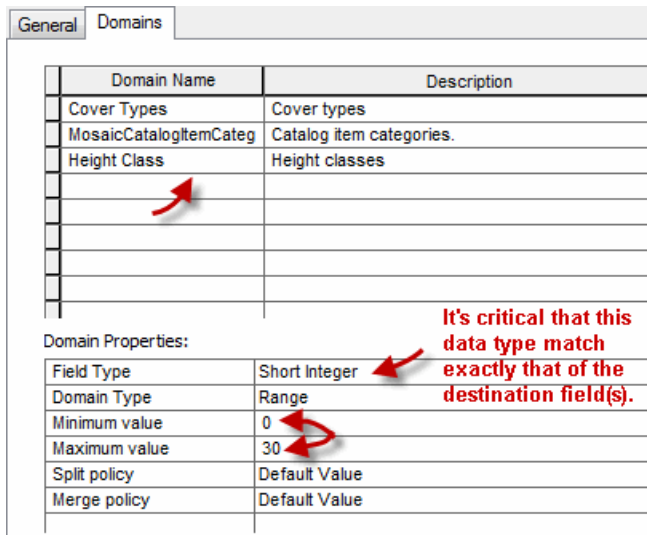 General Domains
Domain Name Description
Cover Types Cover types
MosaicCatalogItemCateg Catalog item categories.
Height Class Height classes
It's critical that this
data type match
exactly that of the
destination field(s).
Domain Properties:
Field Type Short Integer
Domain Type Range
Minimum value 0
Maximum value 30
Split policy Default Value
Merge policy Default Value